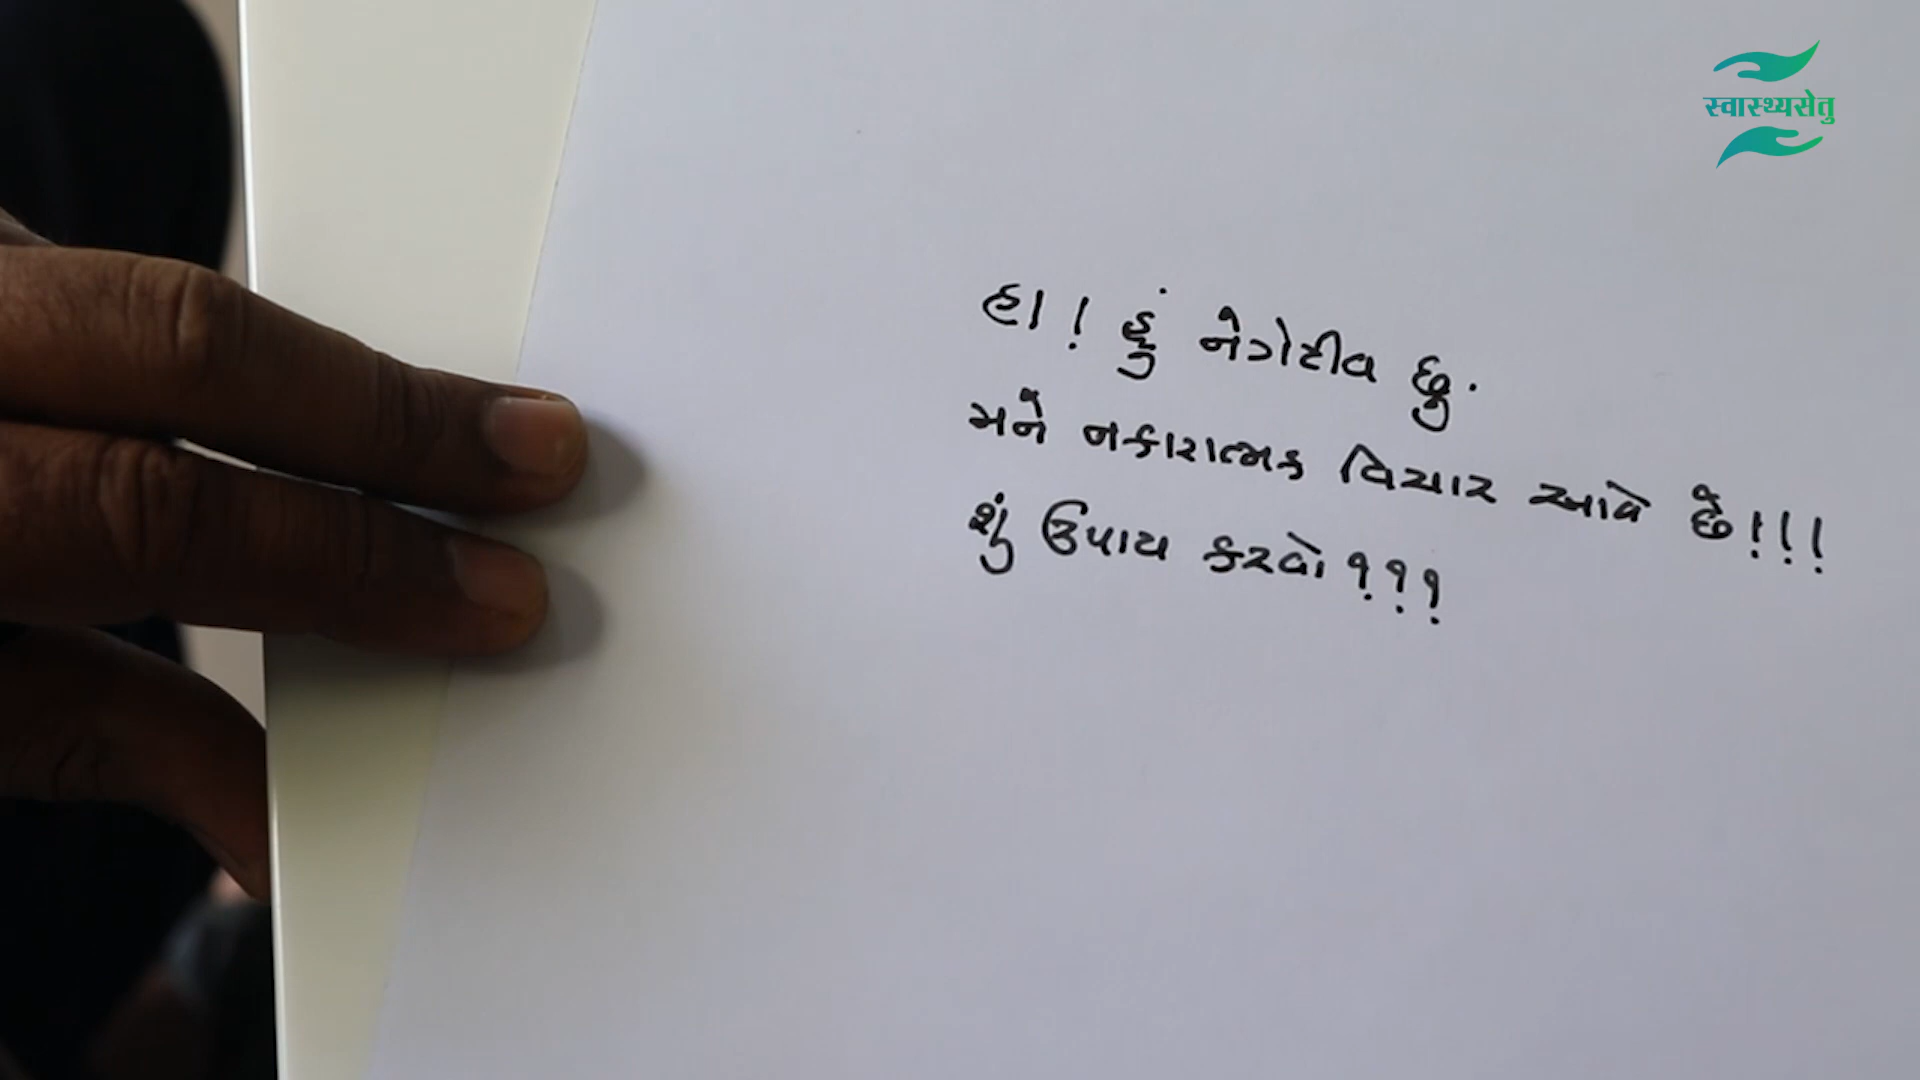 स्वास्थ्यसेतु
હા! હું નેગેટીવ છુ.
મને નકારાત્મક વિચાર આવે છે!!!
શું ઉપાય કરવો???